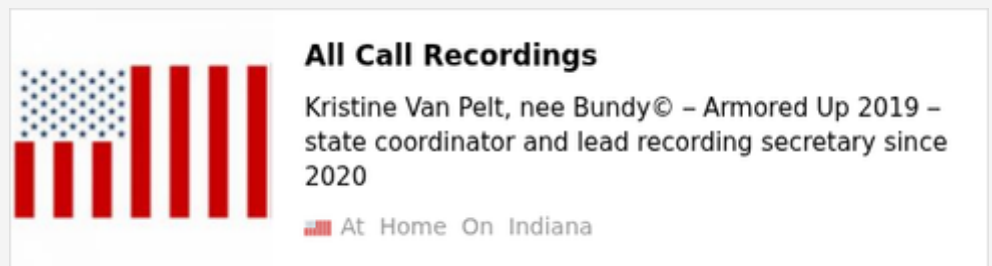 All Call Recordings
Kristine Van Pelt, nee Bundy© – Armored Up 2019 –
state coordinator and lead recording secretary since
2020
At Home On Indiana